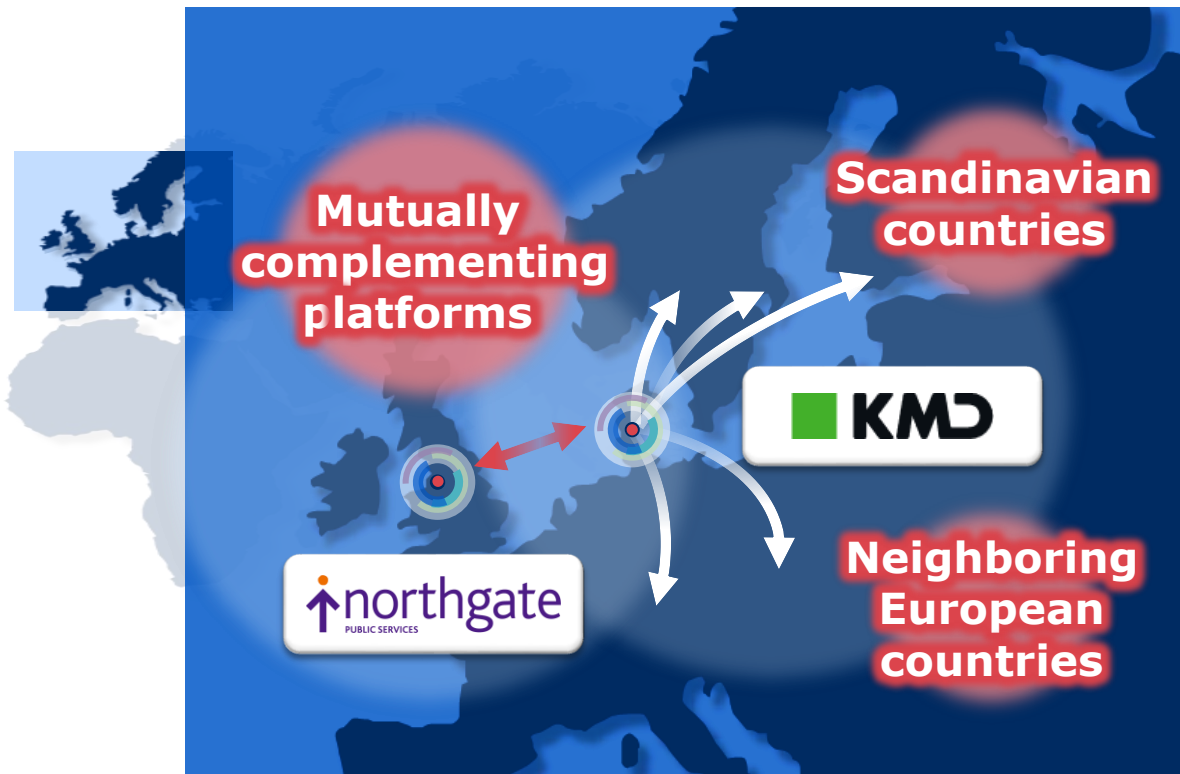 Mutually
complementing
platforms
Scandinavian
countries
KMD
northgate
PUBLIC SERVICES
Neighboring
European
countries